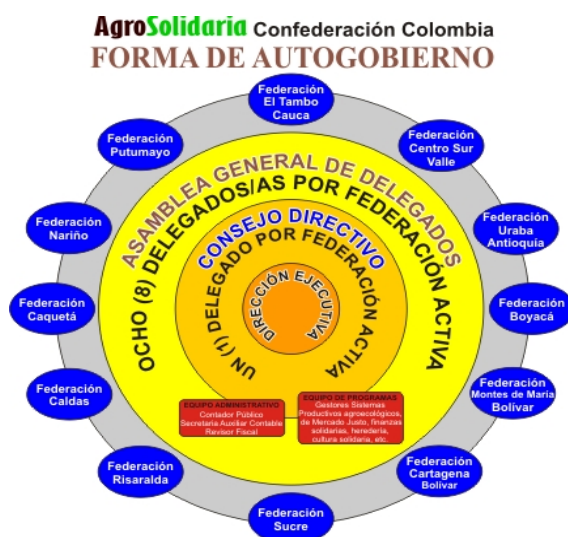 AgroSolidaria Confederación Colombia
FORMA DE AUTOGOBIERNO
Federación
El Tambo
Cauca
Federación
Centro Sur
Valle
Federación
Uraba
Antioquía
Federación
Boyacá
Federación
Montes de María
Bolívar
Federación
Cartagena
Bolívar
Federación
Sucre
Federación
Risaralda
Federación
Caldas
Federación
Caquetá
Federación
Nariño
Federación
Putumayo
ASAMBLEA GENERAL DE DELEGADOS
OCHO (8) DELEGADOS/AS POR FEDERACIÓN ACTIVA
CONSEJO DIRECTIVO
UN (1) DELEGADO POR FEDERACIÓN ACTIVA
DIRECCIÓN EJECUTIVA
EQUIPO ADMINISTRATIVO
Contador Público
Secretaria Auxiliar Contable
Revisor Fiscal
EQUIPO DE PROGRAMAS
Gestores Sistemas
Productivos agroecológicos,
de Mercado Justo, finanzas
solidarias, heredería,
cultura solidaria, etc.